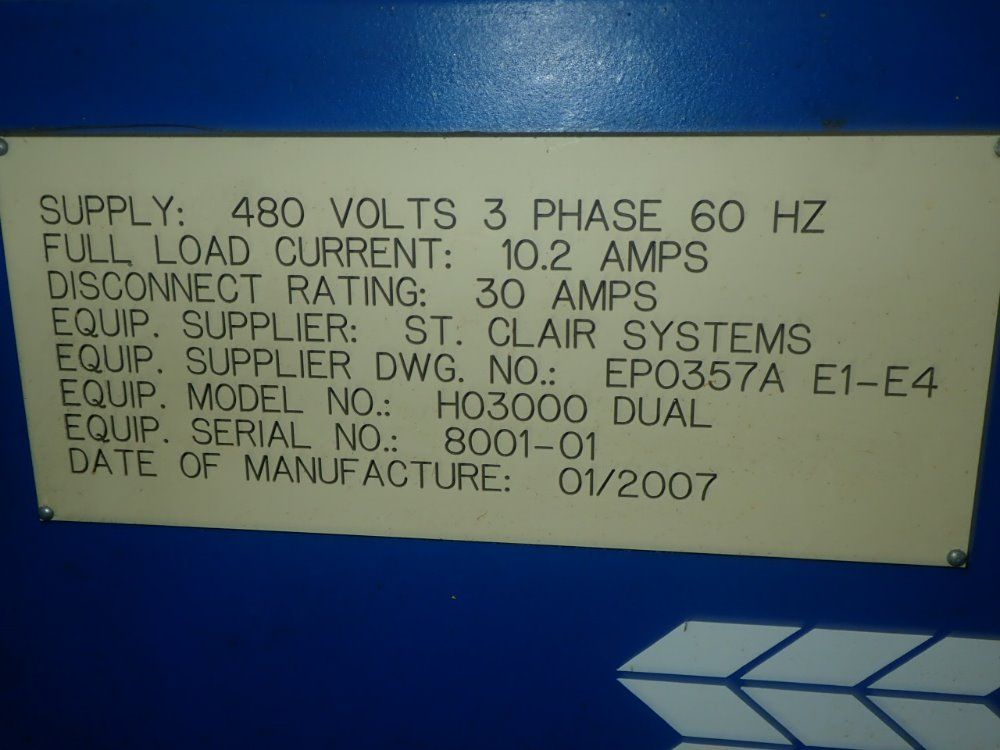 SUPPLY: 480 VOLTS 3 PHASE 60 HZ
FULL LOAD CURRENT: 10.2 AMPS
DISCONNECT RATING: 30 AMPS
EQUIP. SUPPLIER: ST. CLAIR SYSTEMS
EQUIP. SUPPLIER DWG. NO.: EP0357A E1-E4
EQUIP. MODEL NO.: HO3000 DUAL
EQUIP. SERIAL NO.: 8001-01
DATE OF MANUFACTURE: 01/2007